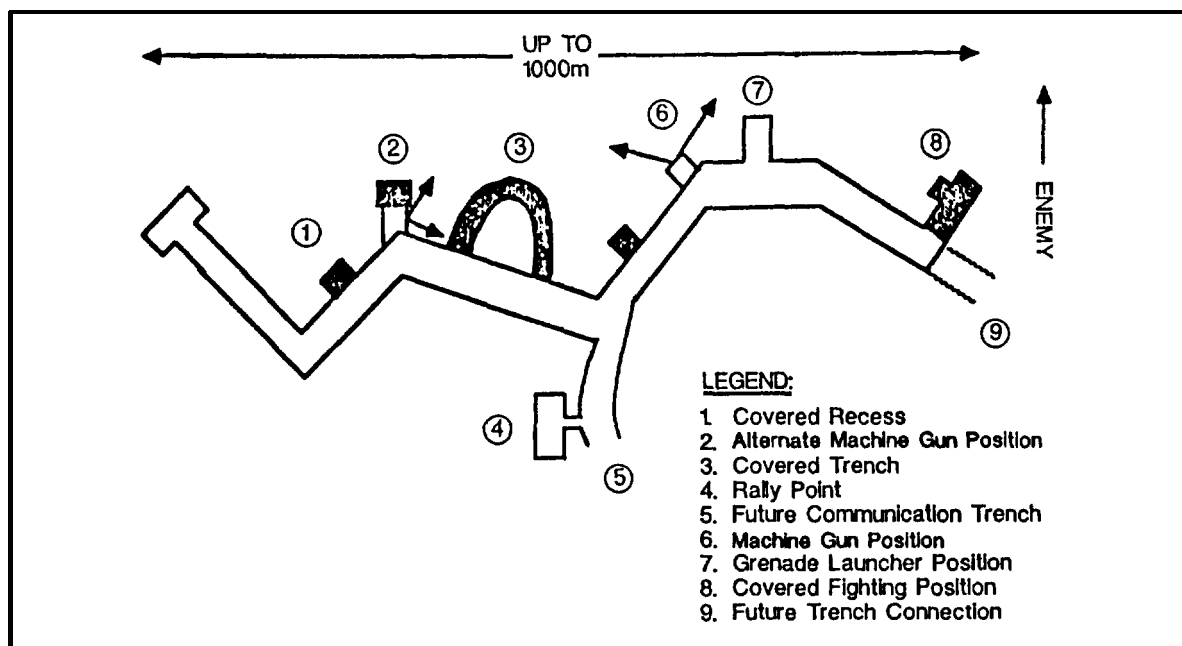 UP TO
1000m
7
6
8
2
3
ENEMY
1
9
4
5
LEGEND:
1 Covered Recess
2. Alternate Machine Gun Position
3. Covered Trench
4. Rally Point
5. Future Communication Trench
6. Machine Gun Position
7. Grenade Launcher Position
8. Covered Fighting Position
9. Future Trench Connection